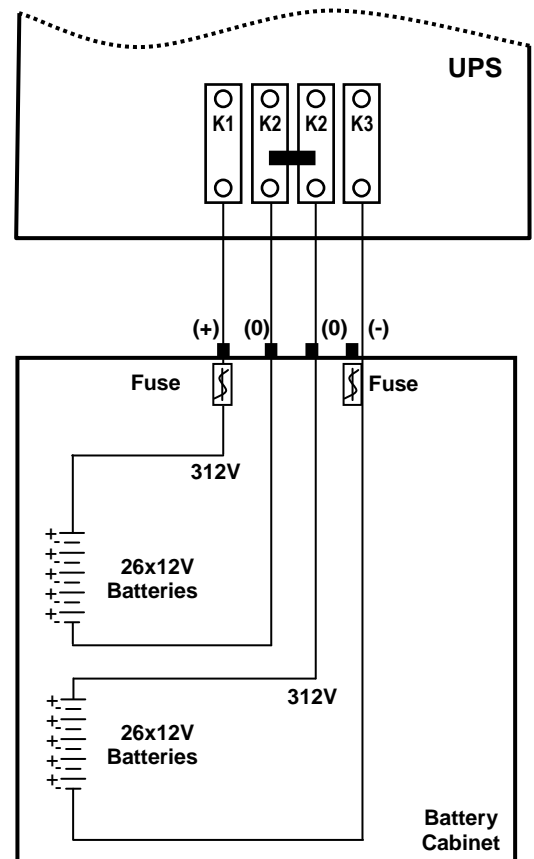 UPS
K1 K2 K2 K3
(+) (0) (0) (-)
Fuse Fuse
312V
+ -
+ -
+ -
+ -
+ -
26x12V
Batteries
312V
+ -
+ -
+ -
+ -
+ -
26x12V
Batteries
Battery
Cabinet